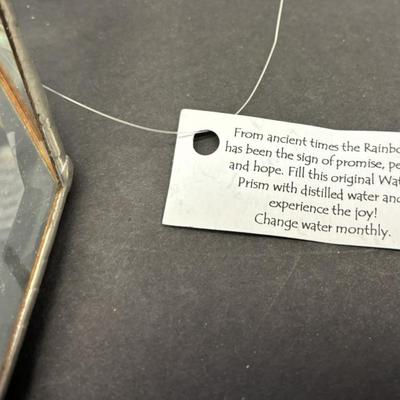 From ancient times the Rainbo
has been the sign of promise, pe
and hope. Fill this original Wat
Prism with distilled water and
experience the joy!
Change water monthly.